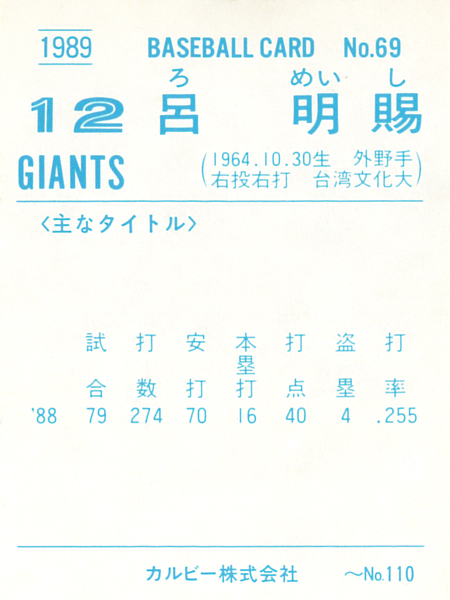 1989 BASEBALL CARD No.69
ろ めい し
12 呂 明 賜
GIANTS (1964.10.30生 外野手
右投右打 台湾文化大)
〈主なタイトル〉
試合 打数 安打 本塁打 打点 盗塁 打率
'88 79 274 70 16 40 4 .255
カルビー株式会社 〜No.110